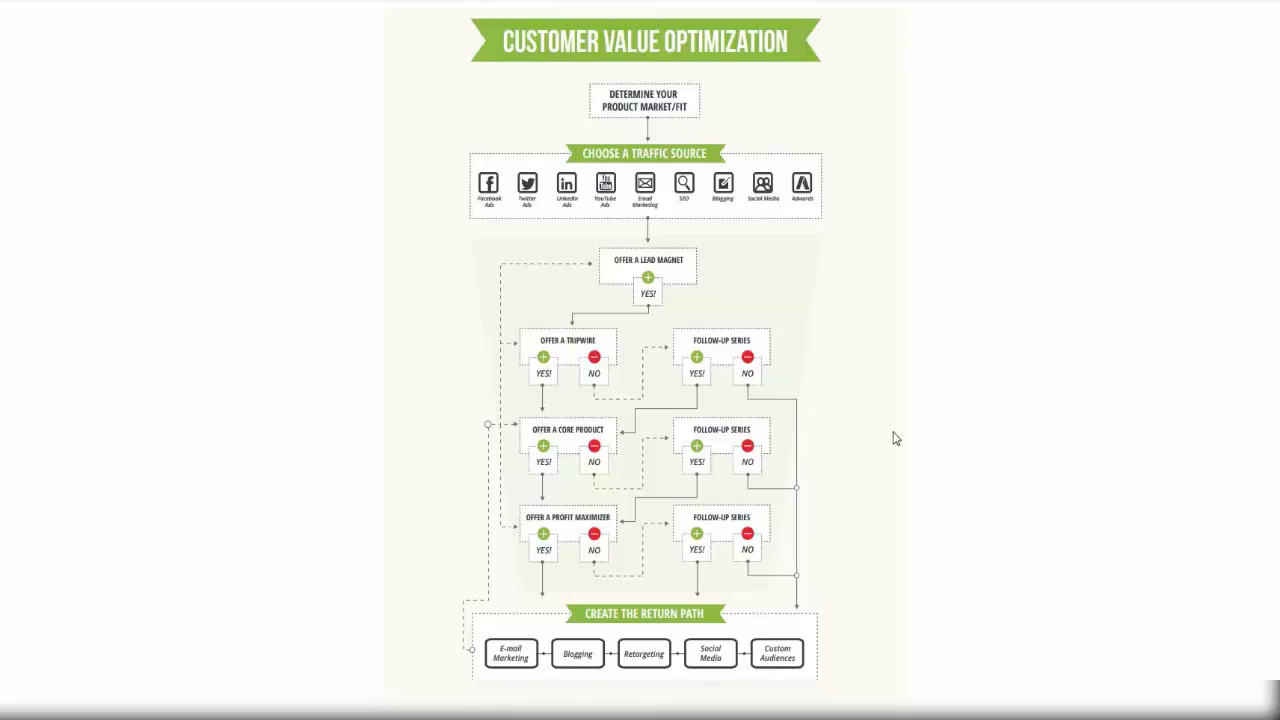 CUSTOMER VALUE OPTIMIZATION
DETERMINE YOUR
PRODUCT MARKET/FIT
CHOOSE A TRAFFIC SOURCE
You
Tube
Facebook
Ads
Twitter
Ads
LinkedIn
Ads
YouTube
Ads
Email
Marketing
SEO
Blogging
Social Media
Adwords
OFFER A LEAD MAGNET
YES!
OFFER A TRIPWIRE
YES!
NO
FOLLOW-UP SERIES
YES!
NO
OFFER A CORE PRODUCT
YES!
NO
FOLLOW-UP SERIES
YES!
NO
OFFER A PROFIT MAXIMIZER
YES!
NO
FOLLOW-UP SERIES
YES!
NO
CREATE THE RETURN PATH
E-mail
Marketing
Blogging
Retargeting
Social
Media
Custom
Audiences